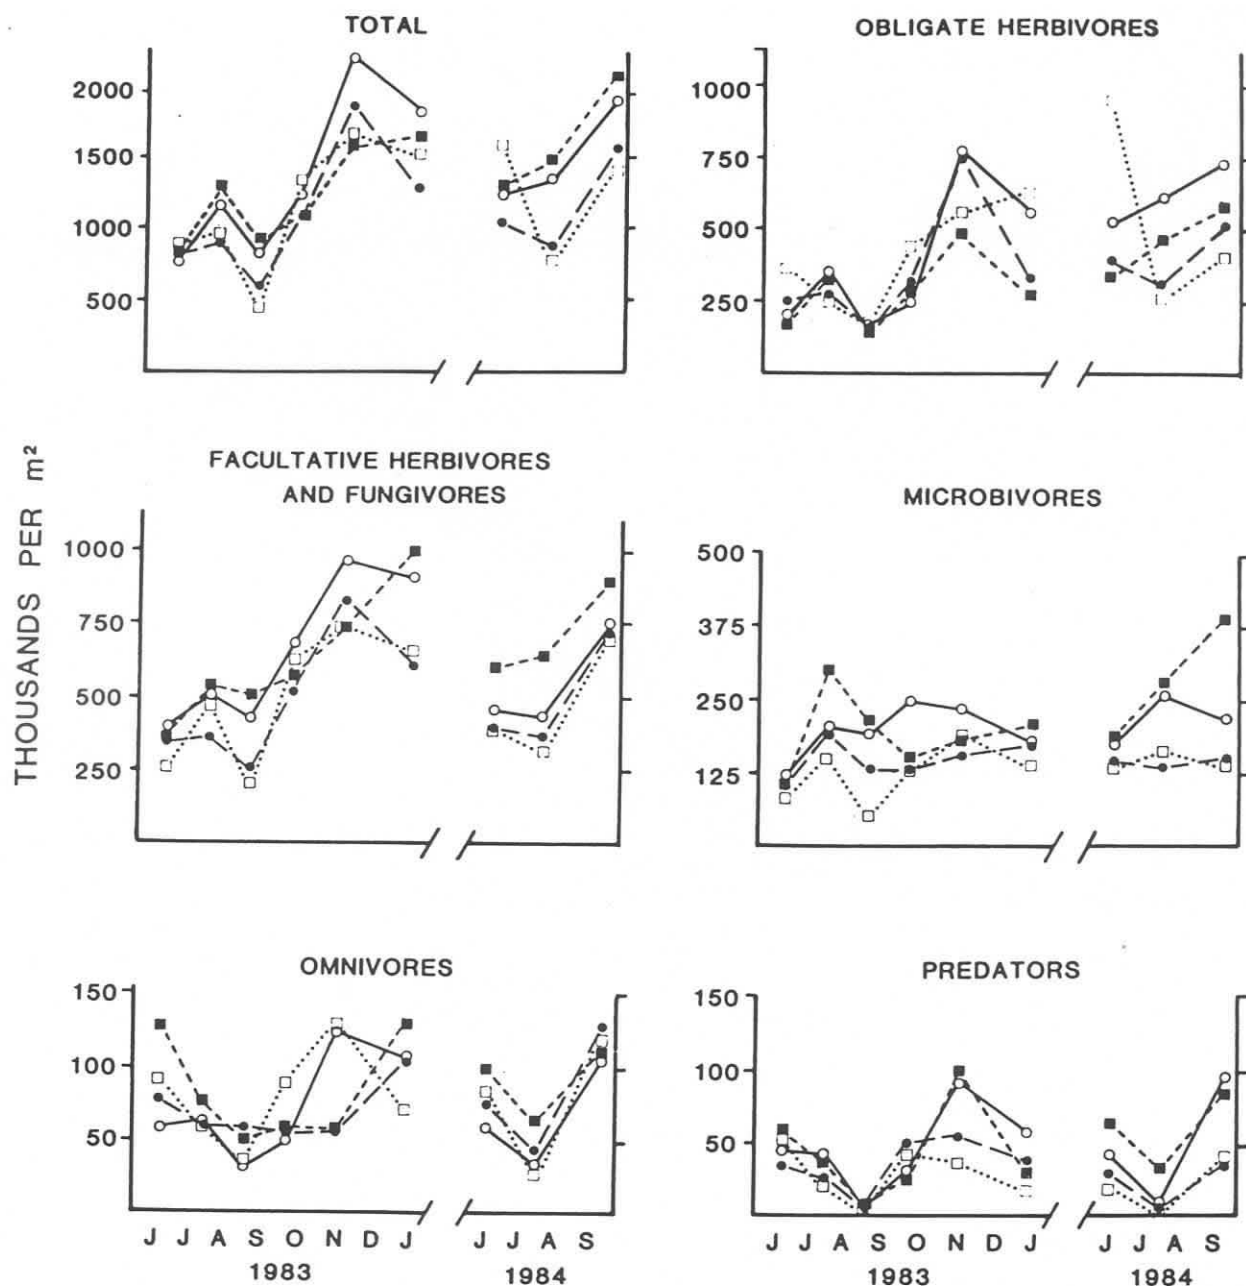 TOTAL
2000
1500
1000
500
OBLIGATE HERBIVORES
1000
750
500
250
THOUSANDS PER m²
FACULTATIVE HERBIVORES
AND FUNGIVORES
1000
750
500
250
MICROBIVORES
500
375
250
125
OMNIVORES
150
100
50
J J A S O N D J J J A S
1983 1984
PREDATORS
150
100
50
J J A S O N D J J J A S
1983 1984